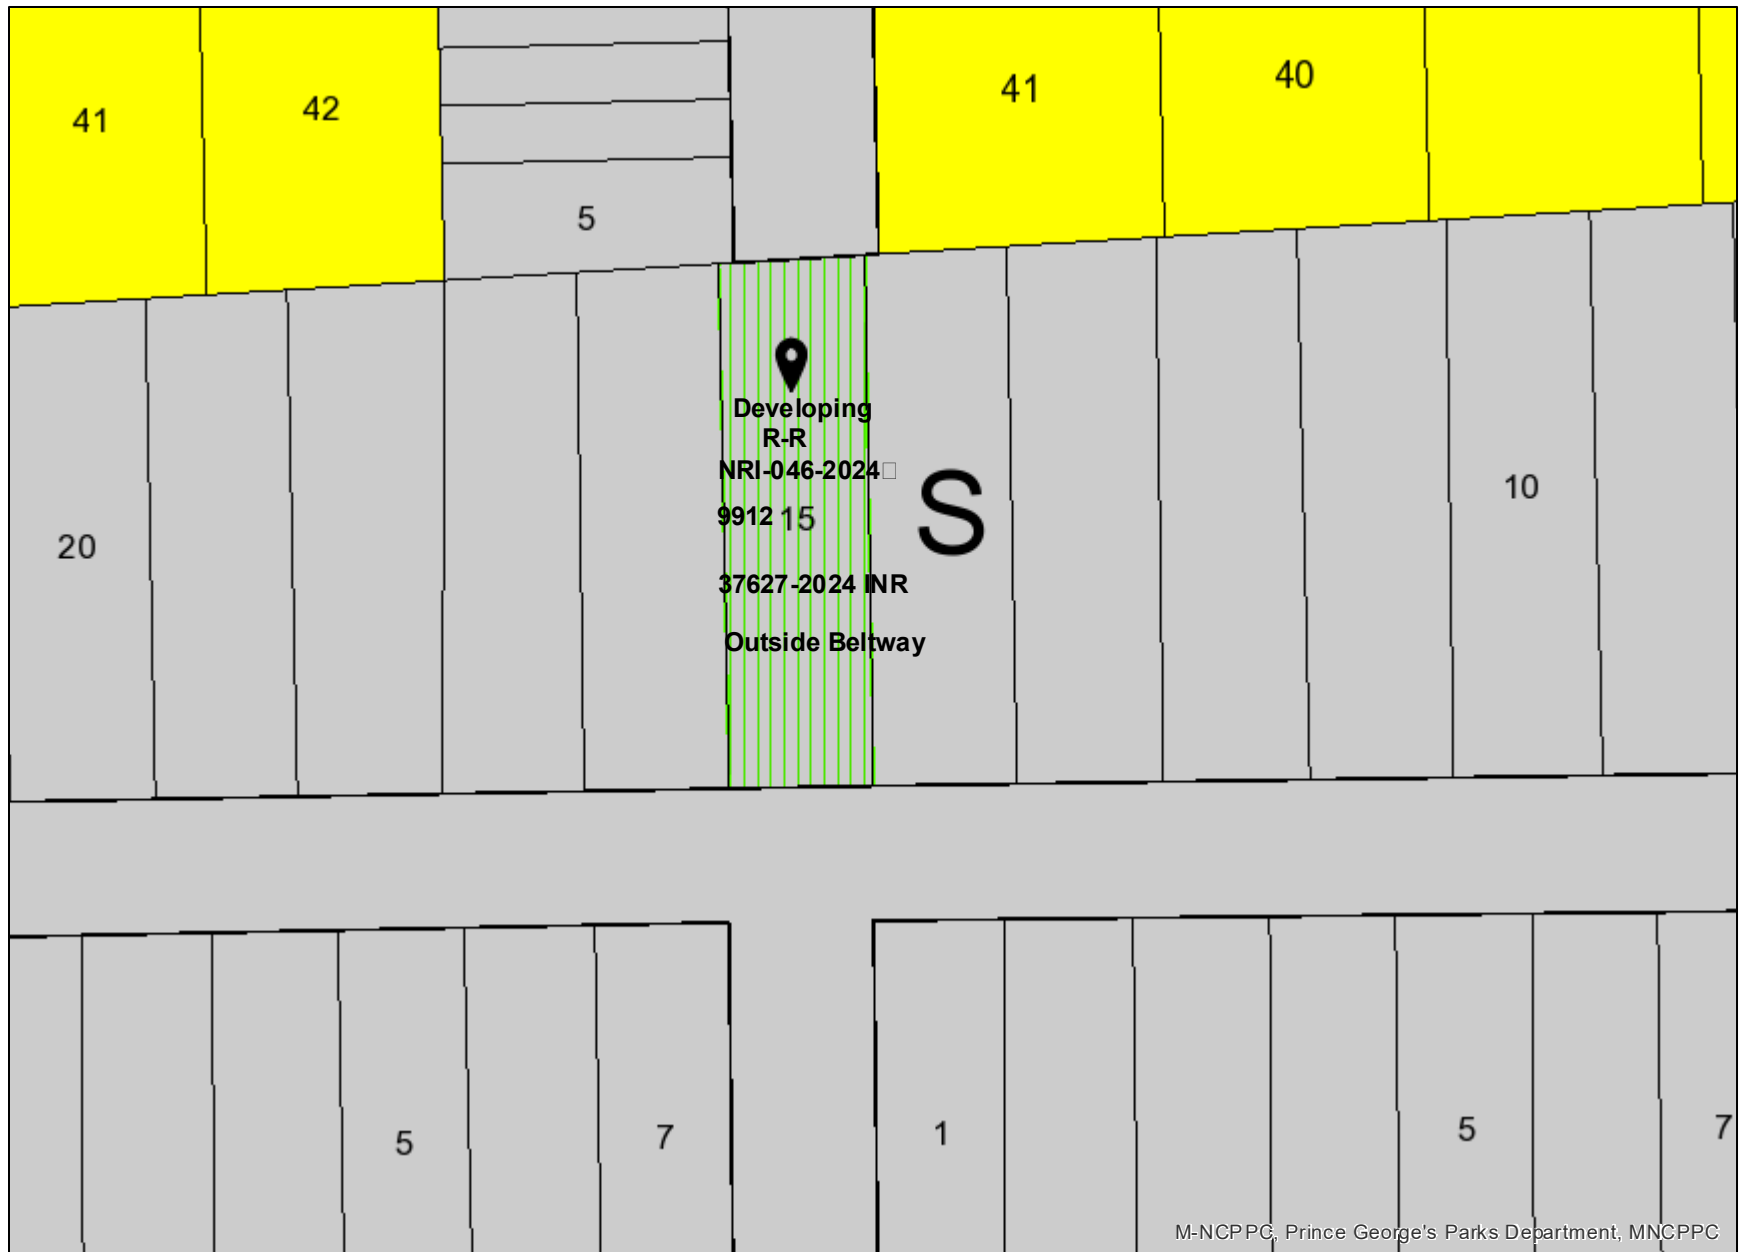 41
42
41
40
5
Developing
R-R
NRI-046-2024
9912 15
S
10
20
37627-2024 INR
Outside Beltway
5
7
1
5
7
M-NCPPC, Prince George's Parks Department, MNCPPC